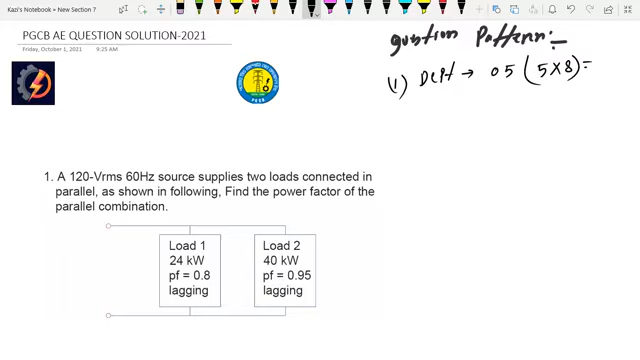 Kazi's Notebook » New Section 7
PGCB AE QUESTION SOLUTION-2021
Friday, October 1, 2021 9:25 AM
Question Pattern:-
(1) Dept → 05 (5×8)=
1. A 120-Vrms 60Hz source supplies two loads connected in
parallel, as shown in following, Find the power factor of the
parallel combination.
Load 1
24 kW
pf = 0.8
lagging
Load 2
40 kW
pf = 0.95
lagging